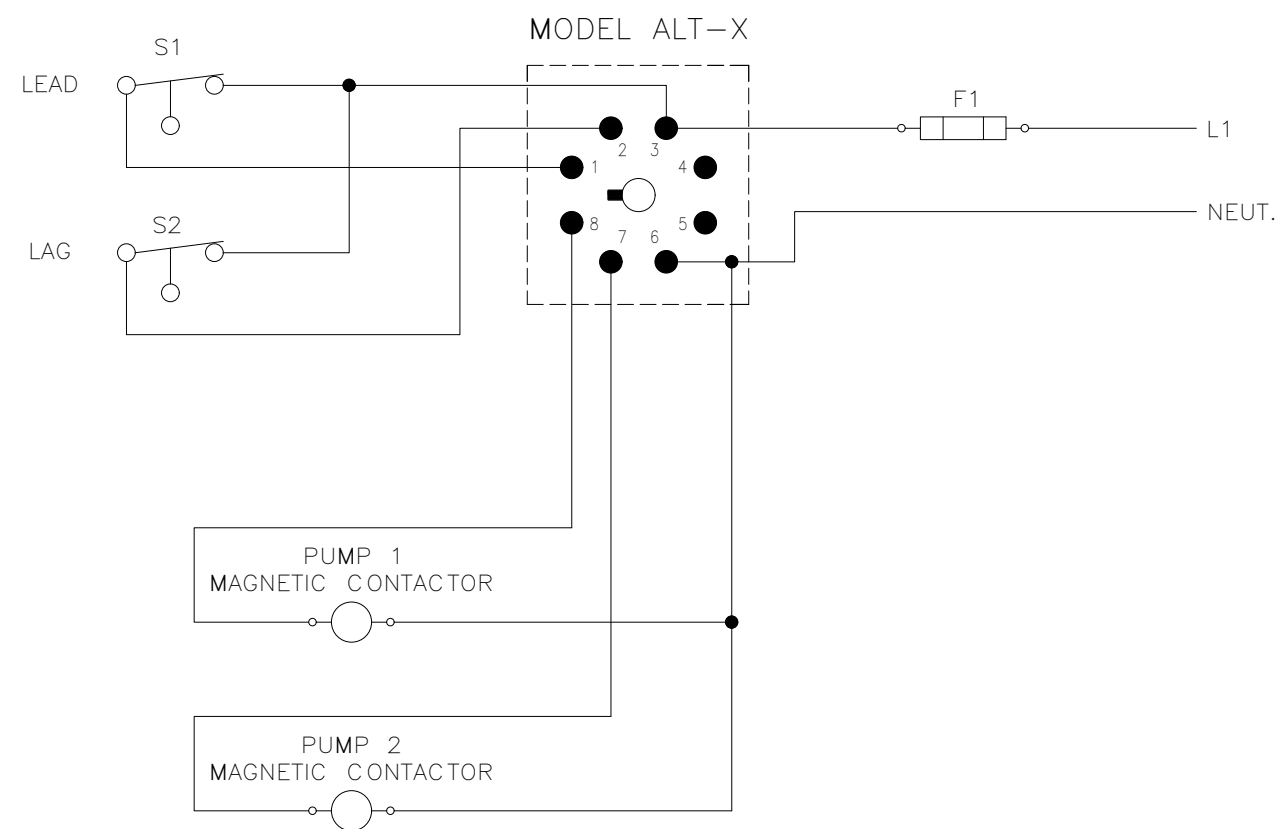 MODEL ALT-X
S1
LEAD
F1
L1
2 3
1 4
NEUT.
S2
8 5
LAG
7 6
PUMP 1
MAGNETIC CONTACTOR
PUMP 2
MAGNETIC CONTACTOR